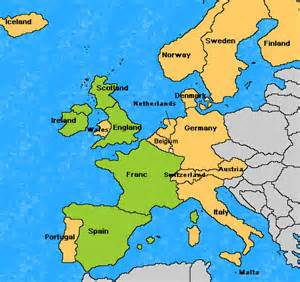 Iceland
Norway
Sweden
Finland
Scotland
Denmark
Netherlands
Ireland
Wales
England
Germany
Belgium
Franc
Switzerland
Austria
Portugal
Spain
Italy
Malta